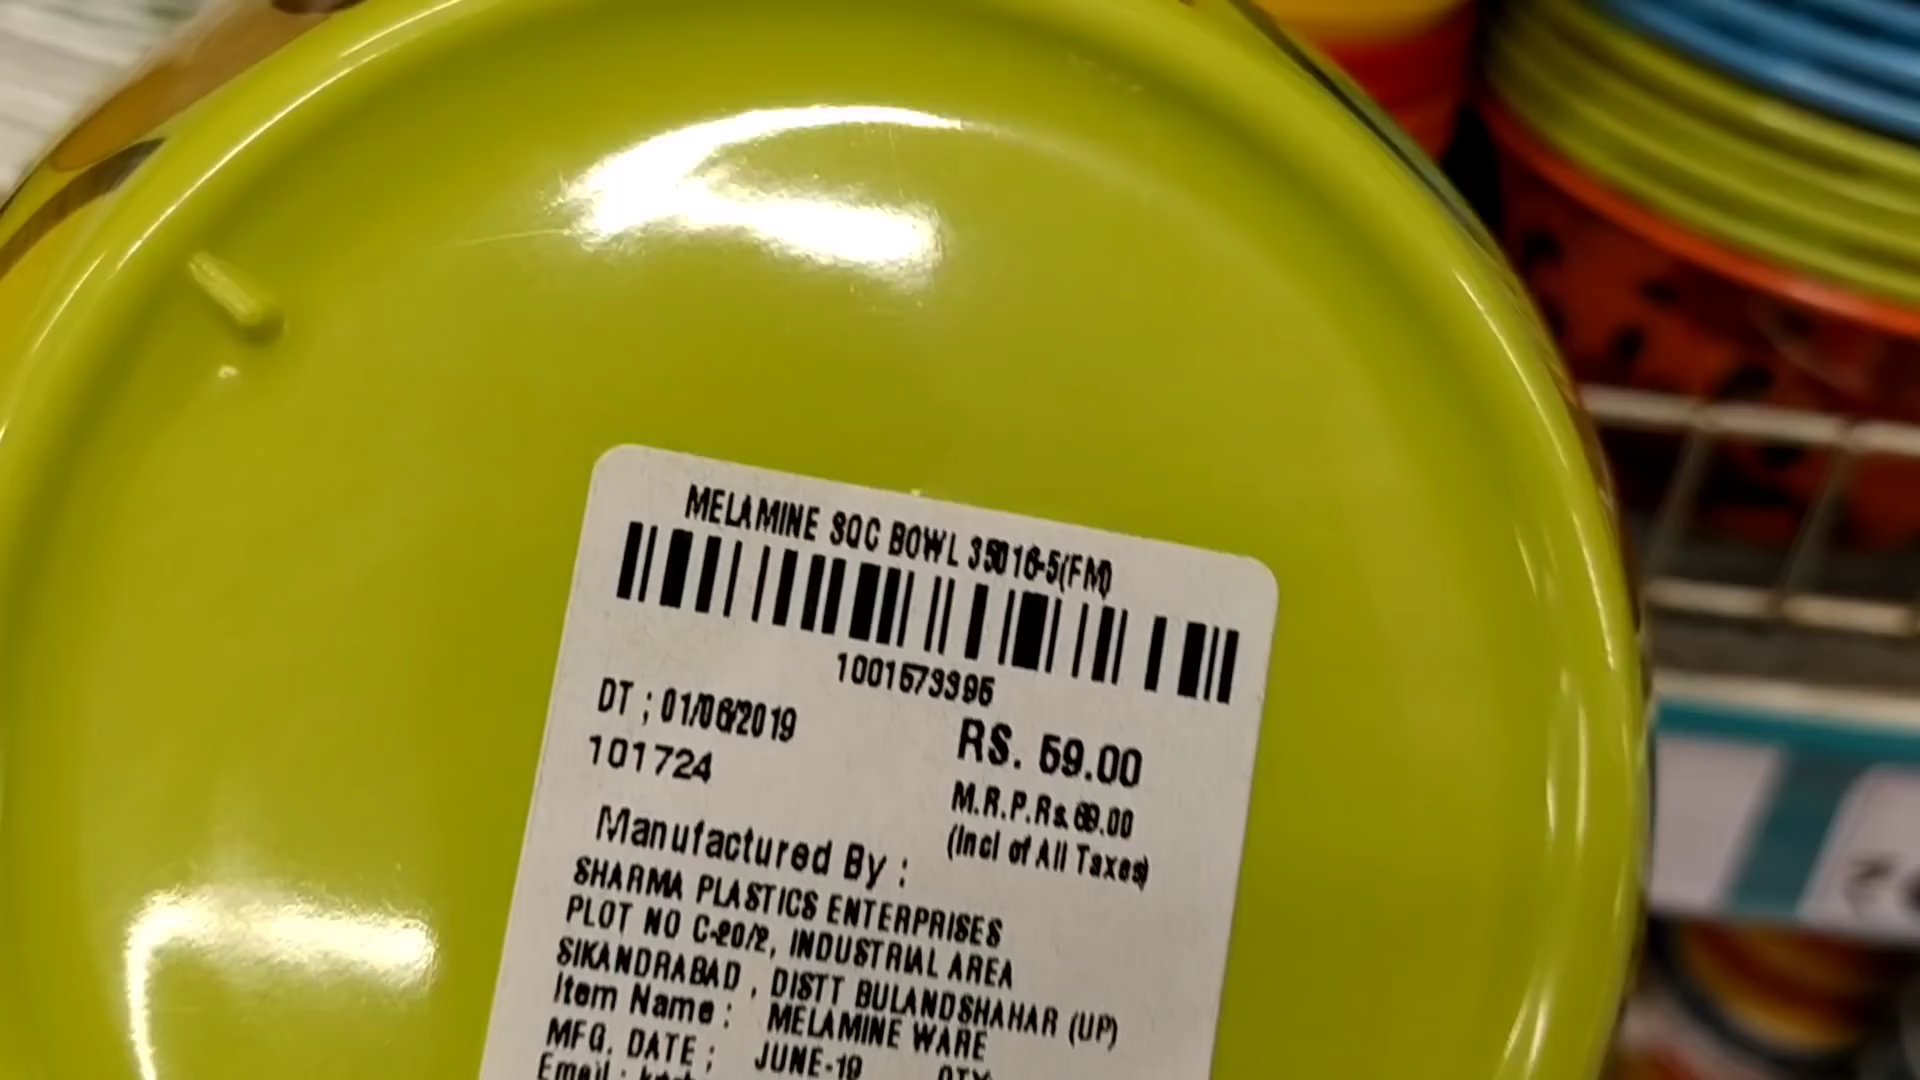 MELAMINE SQC BOWL 35016-5(FM)
1001573395
DT ; 01/06/2019
101724
RS. 59.00
M.R.P.Rs.69.00
(Incl of All Taxes)
Manufactured By :
SHARMA PLASTICS ENTERPRISES
PLOT NO C-20/2, INDUSTRIAL AREA
SIKANDRABAD , DISTT BULANDSHAHAR (UP)
Item Name : MELAMINE WARE
MFG. DATE ; JUNE-19
Email :